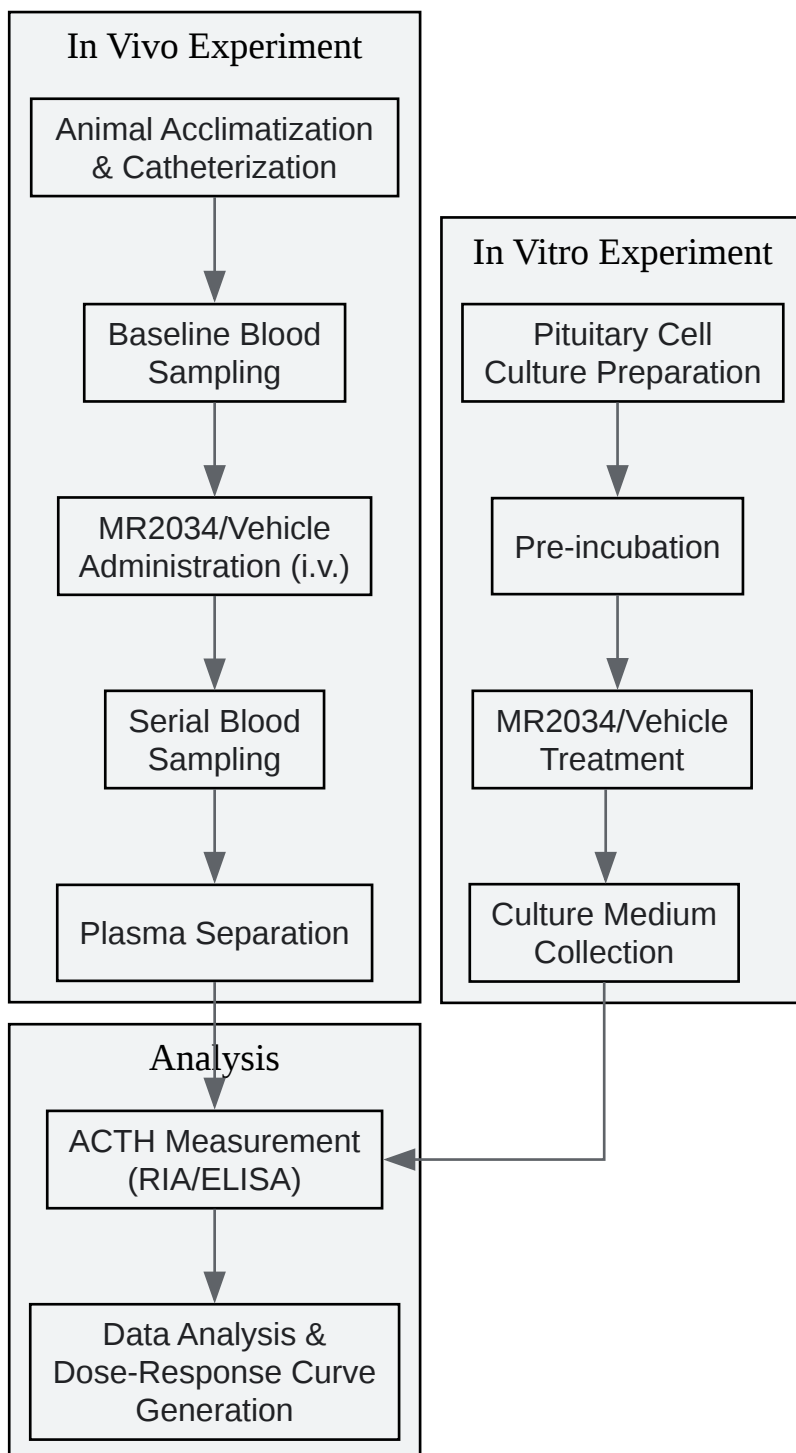 In Vivo Experiment
Animal Acclimatization
& Catheterization
Baseline Blood
Sampling
MR2034/Vehicle
Administration (i.v.)
Serial Blood
Sampling
Plasma Separation
In Vitro Experiment
Pituitary Cell
Culture Preparation
Pre-incubation
MR2034/Vehicle
Treatment
Culture Medium
Collection
Analysis
ACTH Measurement
(RIA/ELISA)
Data Analysis &
Dose-Response Curve
Generation